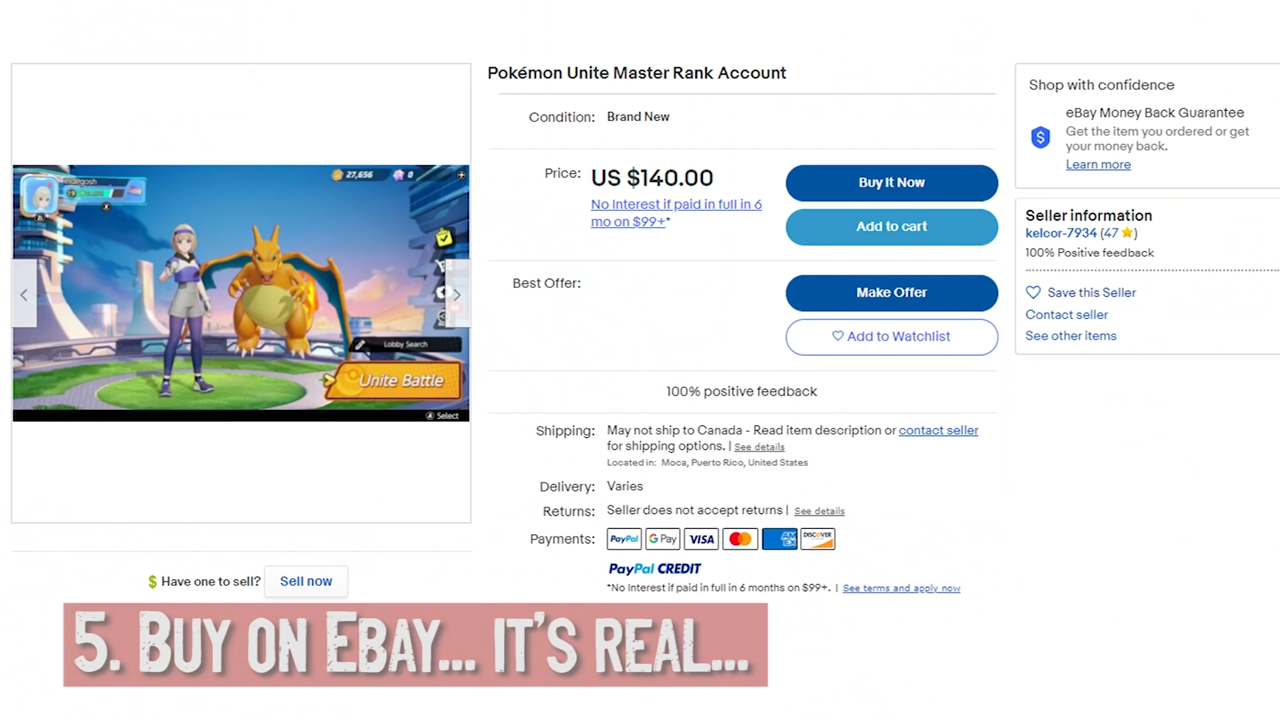 Pokémon Unite Master Rank Account
Condition: Brand New
Price: US $140.00
No Interest if paid in full in 6
mo on $99+*
Buy It Now
Add to cart
Best Offer:
Make Offer
Add to Watchlist
100% positive feedback
Shipping: May not ship to Canada - Read item description or contact seller
for shipping options. | See details
Located in: Moca, Puerto Rico, United States
Delivery: Varies
Returns: Seller does not accept returns | See details
Payments: PayPal G Pay VISA AM EX DISCOVER
PayPal CREDIT
*No Interest if paid in full in 6 months on $99+. See terms and apply now
Shop with confidence
eBay Money Back Guarantee
Get the item you ordered or get
your money back.
Learn more
Seller information
kelcor-7934 (47)
100% Positive feedback
Save this Seller
Contact seller
See other items
27,656 0
Lobby Search
Unite Battle
A Select
$ Have one to sell? Sell now
5. BUY ON EBAY... IT'S REAL...